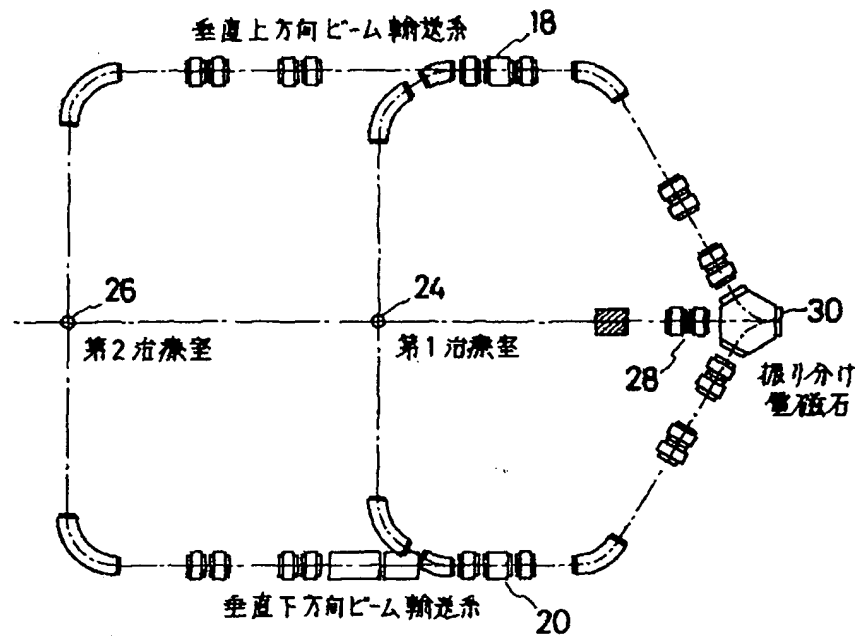 垂直上方向ビーム輸送系
18
26
24
30
第2治療室
第1治療室
28
振り分け
電磁石
垂直下方向ビーム輸送系
20